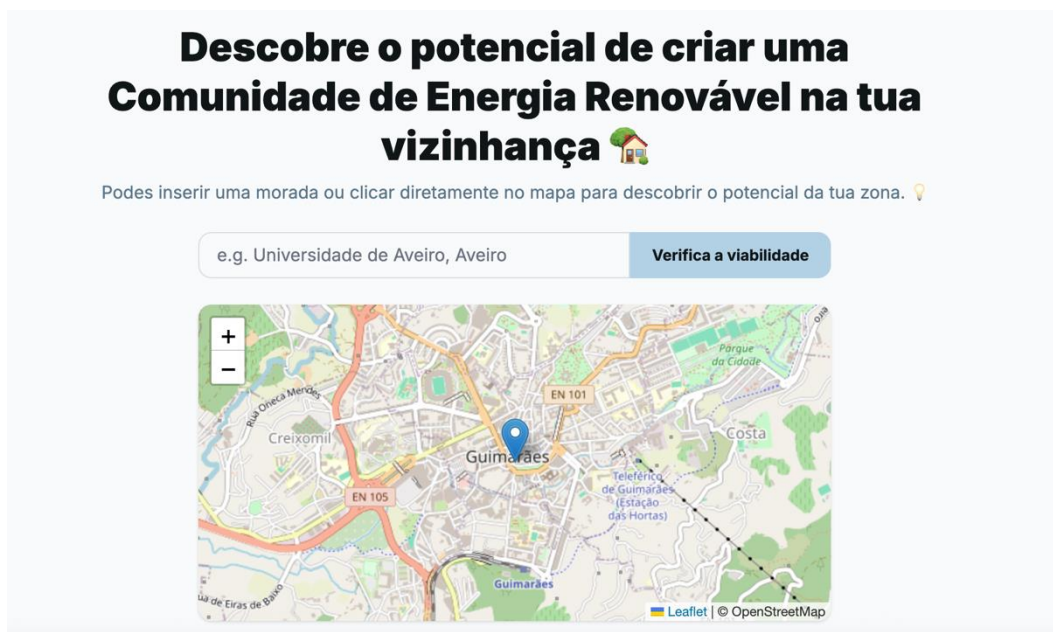 Descobre o potencial de criar uma
Comunidade de Energia Renovável na tua
vizinhança 🏡
Podes inserir uma morada ou clicar diretamente no mapa para descobrir o potencial da tua zona. 💡
e.g. Universidade de Aveiro, Aveiro
Verifica a viabilidade
+
−
Parque
da Cidade
EN 101
Rua Oneca Mendes
Creixomil
Costa
Guimarães
Teleférico
de Guimarães
(Estação
das Hortas)
EN 105
Guimarães
ua de Eiras de Baixo
Leaflet | © OpenStreetMap